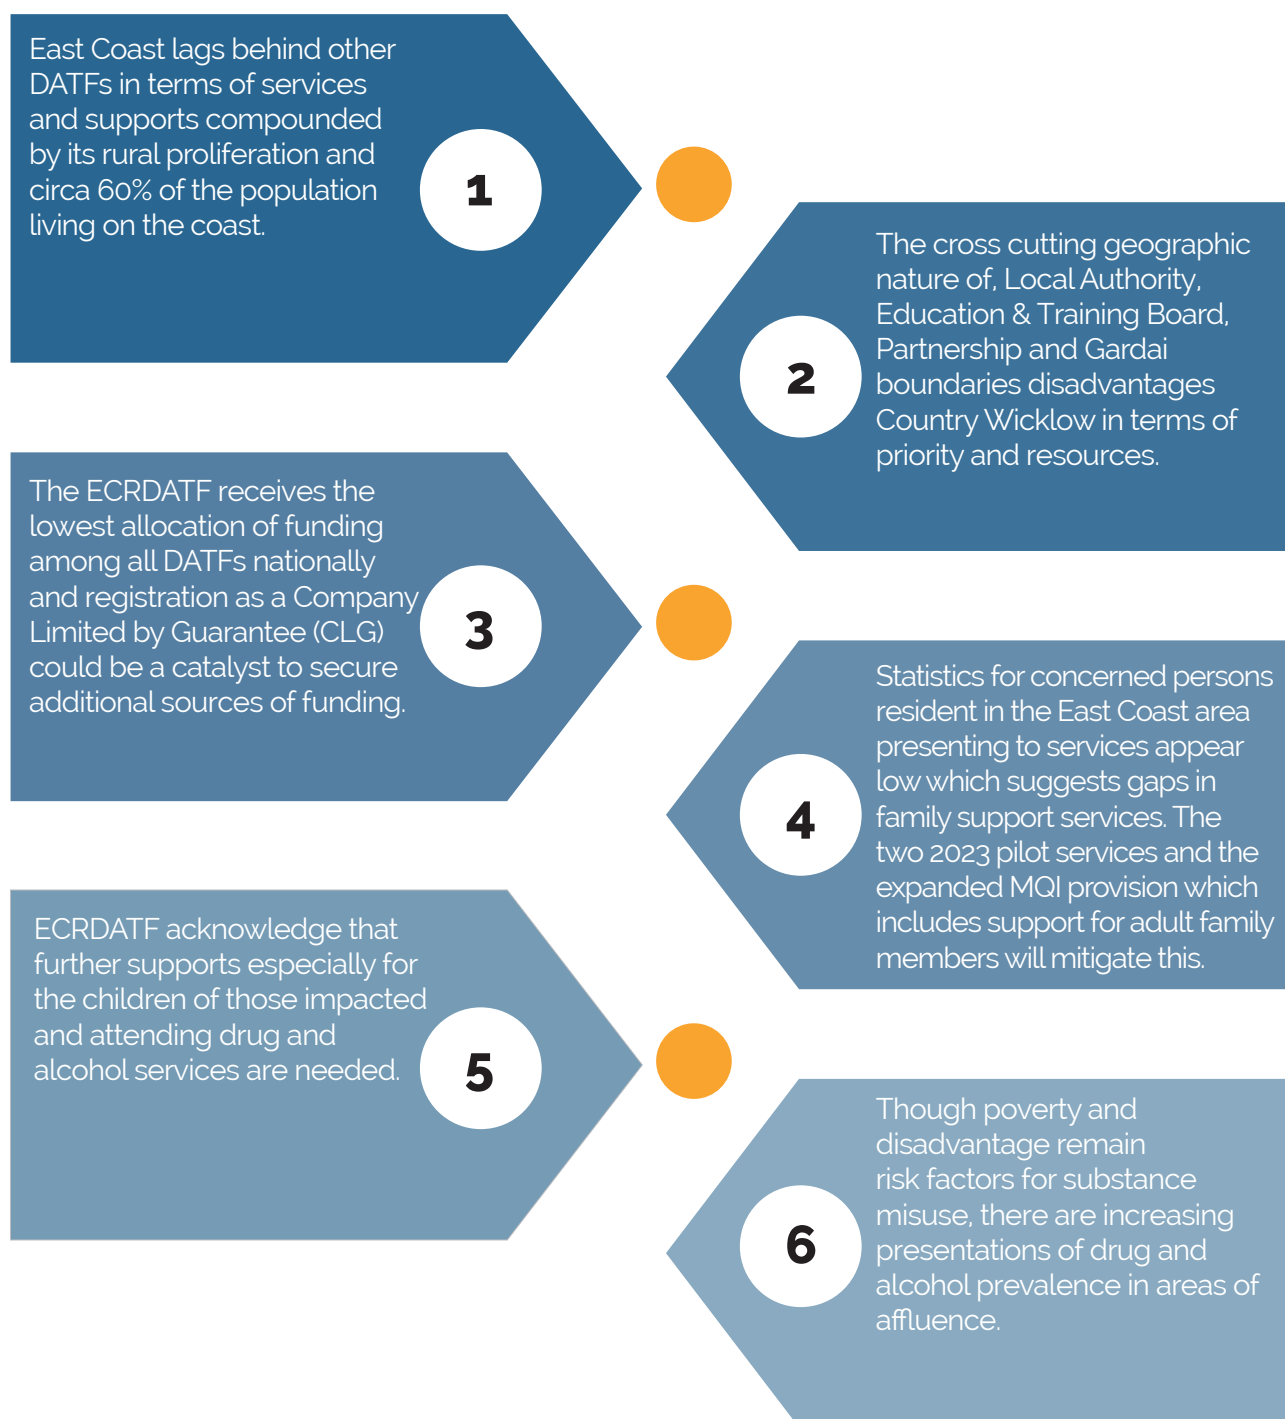 East Coast lags behind other
DATFs in terms of services
and supports compounded
by its rural proliferation and
circa 60% of the population
living on the coast.
1
The cross cutting geographic
nature of, Local Authority,
Education & Training Board,
Partnership and Gardai
boundaries disadvantages
Country Wicklow in terms of
priority and resources.
2
The ECRDATF receives the
lowest allocation of funding
among all DATFs nationally
and registration as a Company
Limited by Guarantee (CLG)
could be a catalyst to secure
additional sources of funding.
3
Statistics for concerned persons
resident in the East Coast area
presenting to services appear
low which suggests gaps in
family support services. The
two 2023 pilot services and the
expanded MQI provision which
includes support for adult family
members will mitigate this.
4
ECRDATF acknowledge that
further supports especially for
the children of those impacted
and attending drug and
alcohol services are needed.
5
Though poverty and
disadvantage remain
risk factors for substance
misuse, there are increasing
presentations of drug and
alcohol prevalence in areas of
affluence.
6